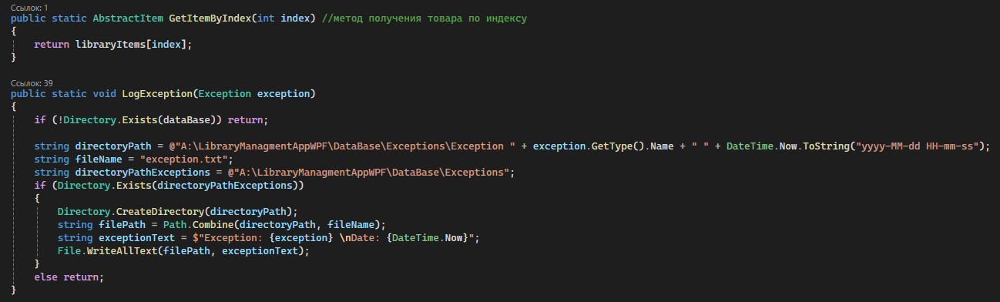 Ссылок: 1
public static AbstractItem GetItemByIndex(int index) //метод получения товара по индексу
{
return libraryItems[index];
}
Ссылок: 39
public static void LogException(Exception exception)
{
if (!Directory.Exists(dataBase)) return;
string directoryPath = @"A:\LibraryManagmentAppWPF\DataBase\Exceptions\Exception " + exception.GetType().Name + " " + DateTime.Now.ToString("yyyy-MM-dd HH-mm-ss");
string fileName = "exception.txt";
string directoryPathExceptions = @"A:\LibraryManagmentAppWPF\DataBase\Exceptions";
if (Directory.Exists(directoryPathExceptions))
{
Directory.CreateDirectory(directoryPath);
string filePath = Path.Combine(directoryPath, fileName);
string exceptionText = $"Exception: {exception} \nDate: {DateTime.Now}";
File.WriteAllText(filePath, exceptionText);
}
else return;
}